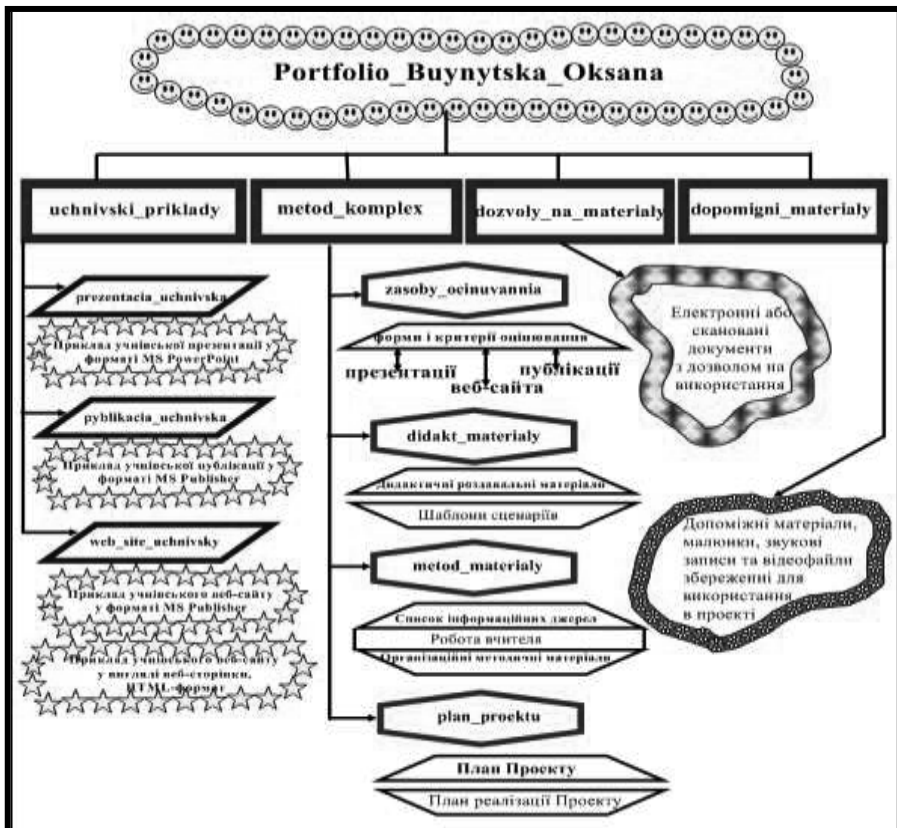 Portfolio_Buynytska_Oksana
uchnivski_priklady
metod_komplex
dozvoly_na_materialy
dopomigni_materialy
prezentacia_uchnivska
Приклад учнівської презентації у
форматі MS PowerPoint
pyblikacia_uchnivska
Приклад учнівської публікації у
форматі MS Publisher
web_site_uchnivsky
Приклад учнівського веб-сайту
у форматі MS Publisher
Приклад учнівського веб-сайту
у вигляді веб-сторінки,
HTML-формат
zasoby_ocinuvannia
форми і критерії оцінювання
презентації
веб-сайта
публікації
didakt_materialy
Дидактичні роздавальні матеріали
Шаблони сценаріїв
metod_materialy
Список інформаційних джерел
Робота вчителя
Організаційні методичні матеріали
plan_proektu
План Проекту
План реалізації Проекту
Електронні або
скановані
документи
з дозволом на
використання
Допоміжні матеріали,
малюнки, звукові
записи та відеофайли
збереженні для
використання
в проекті